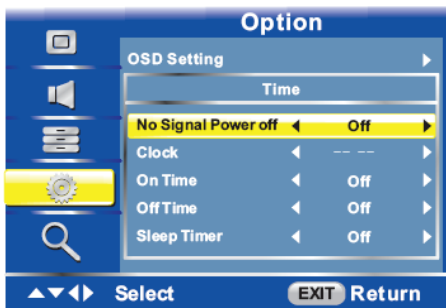 Option
OSD Setting
Time
No Signal Power off Off
Clock -- --
On Time Off
Off Time Off
Sleep Timer Off
Select EXIT Return